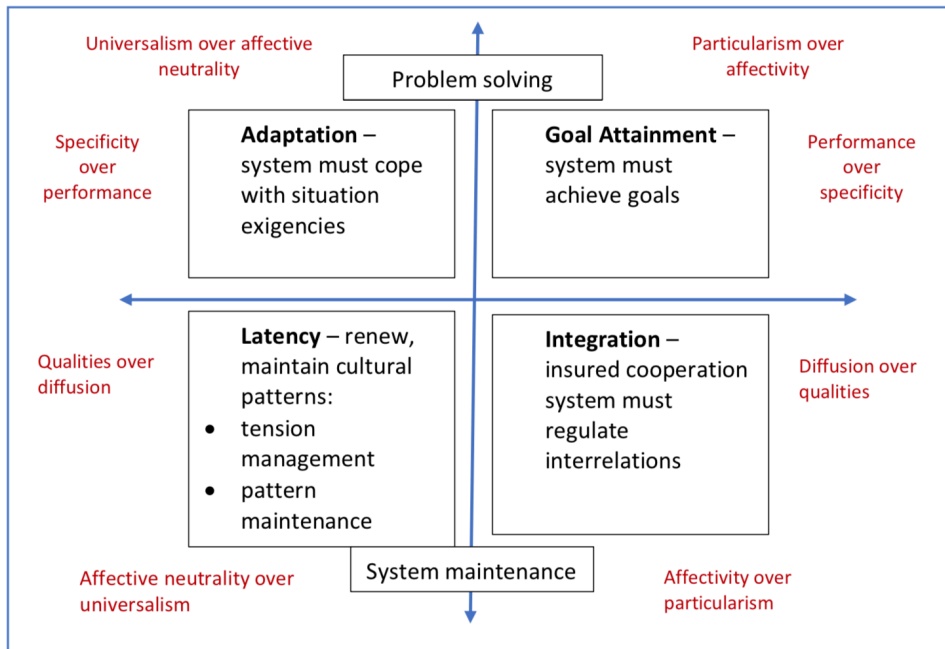 Universalism over affective
neutrality
Particularism over
affectivity
Problem solving
Specificity
over
performance
Adaptation –
system must cope
with situation
exigencies
Goal Attainment –
system must
achieve goals
Performance
over
specificity
Qualities over
diffusion
Latency – renew,
maintain cultural
patterns:
• tension
management
• pattern
maintenance
Integration –
insured cooperation
system must
regulate
interrelations
Diffusion over
qualities
Affective neutrality over
universalism
System maintenance
Affectivity over
particularism